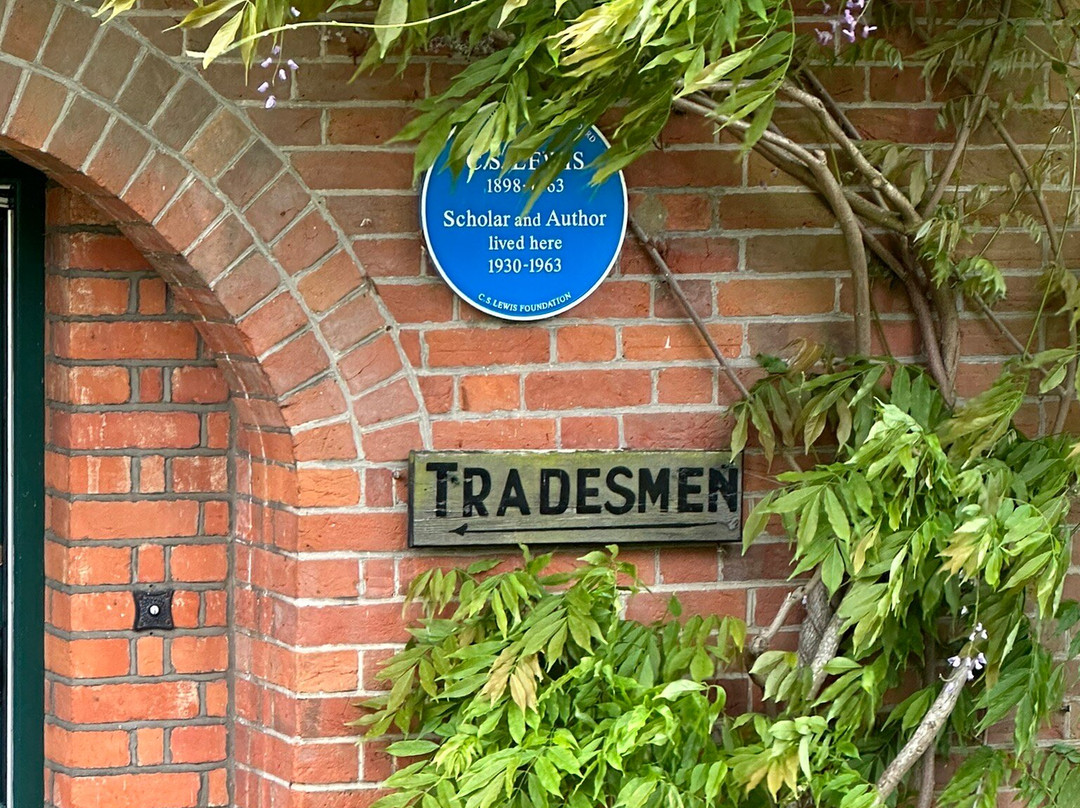 C.S. LEWIS
1898-1963
Scholar and Author
lived here
1930-1963
C.S. LEWIS FOUNDATION
TRADESMEN